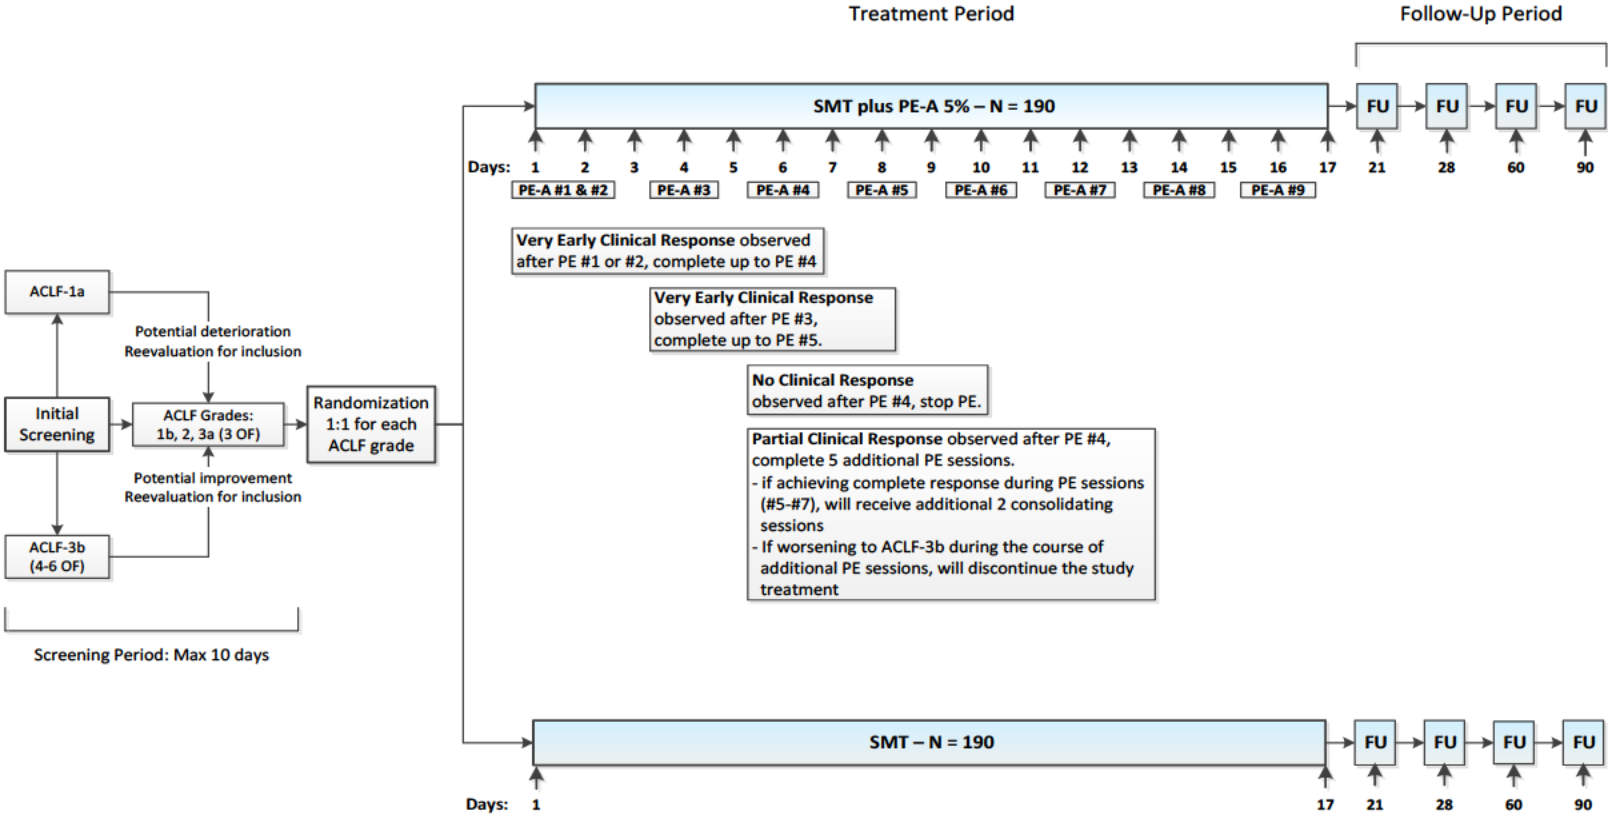 Treatment Period
Follow-Up Period
SMT plus PE-A 5% – N = 190
FU
FU
FU
FU
Days: 1 2 3 4 5 6 7 8 9 10 11 12 13 14 15 16 17 21 28 60 90
PE-A #1 & #2
PE-A #3
PE-A #4
PE-A #5
PE-A #6
PE-A #7
PE-A #8
PE-A #9
Very Early Clinical Response observed
after PE #1 or #2, complete up to PE #4
Very Early Clinical Response
observed after PE #3,
complete up to PE #5.
No Clinical Response
observed after PE #4, stop PE.
Partial Clinical Response observed after PE #4,
complete 5 additional PE sessions.
- if achieving complete response during PE sessions
(#5-#7), will receive additional 2 consolidating
sessions
- If worsening to ACLF-3b during the course of
additional PE sessions, will discontinue the study
treatment
ACLF-1a
Potential deterioration
Reevaluation for inclusion
Initial
Screening
ACLF Grades:
1b, 2, 3a (3 OF)
Randomization
1:1 for each
ACLF grade
Potential improvement
Reevaluation for inclusion
ACLF-3b
(4-6 OF)
Screening Period: Max 10 days
SMT – N = 190
FU
FU
FU
FU
Days: 1 17 21 28 60 90